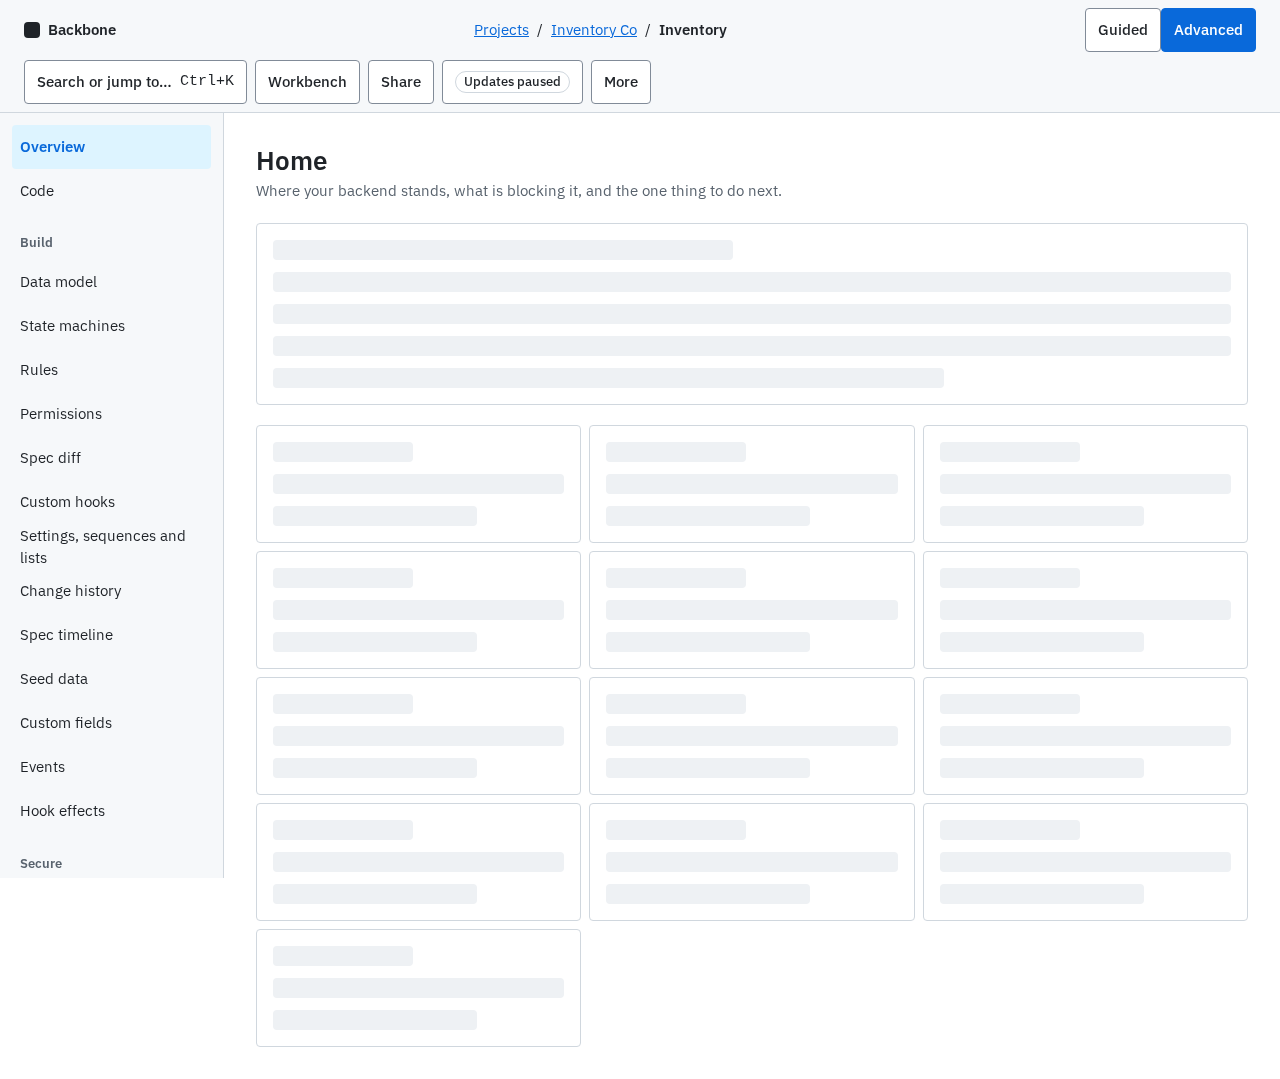 Backbone
Projects / Inventory Co / Inventory
Guided
Advanced
Search or jump to... Ctrl+K
Workbench
Share
Updates paused
More
Overview
Code
Build
Data model
State machines
Rules
Permissions
Spec diff
Custom hooks
Settings, sequences and
lists
Change history
Spec timeline
Seed data
Custom fields
Events
Hook effects
Secure
Home
Where your backend stands, what is blocking it, and the one thing to do next.